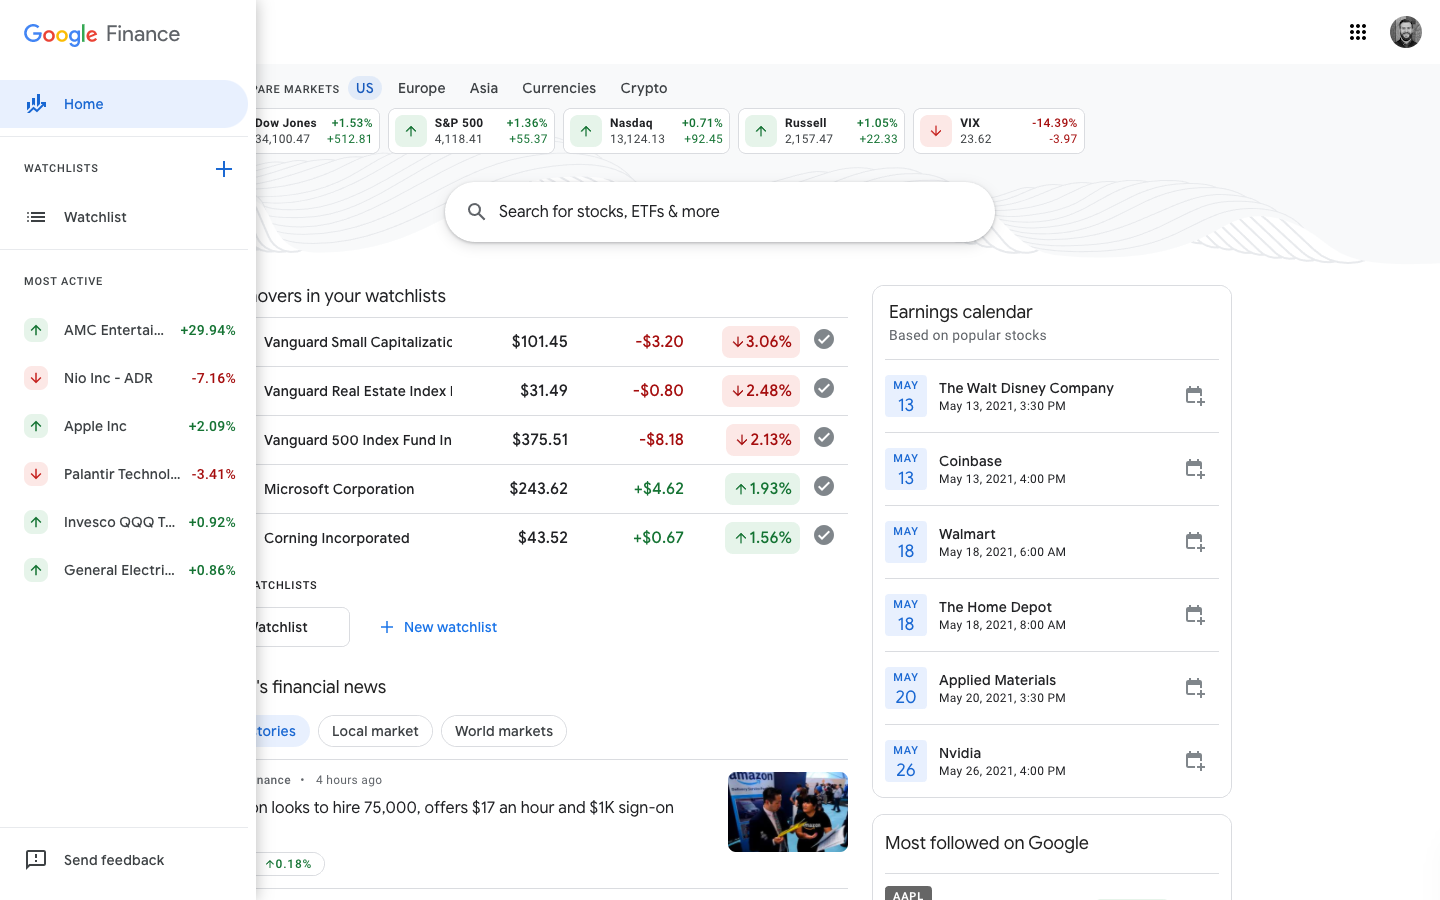 Google Finance
Home
WATCHLISTS
Watchlist
MOST ACTIVE
AMC Entertai... +29.94%
Nio Inc - ADR -7.16%
Apple Inc +2.09%
Palantir Technol... -3.41%
Invesco QQQ T... +0.92%
General Electri... +0.86%
Send feedback
PARE MARKETS US Europe Asia Currencies Crypto
Dow Jones +1.53%
34,100.47 +512.81
S&P 500 +1.36%
4,118.41 +55.37
Nasdaq +0.71%
13,124.13 +92.45
Russell +1.05%
2,157.47 +22.33
VIX -14.39%
23.62 -3.97
Search for stocks, ETFs & more
overs in your watchlists
Vanguard Small Capitalizatic $101.45 -$3.20 ↓3.06%
Vanguard Real Estate Index $31.49 -$0.80 ↓2.48%
Vanguard 500 Index Fund In $375.51 -$8.18 ↓2.13%
Microsoft Corporation $243.62 +$4.62 ↑1.93%
Corning Incorporated $43.52 +$0.67 ↑1.56%
ATCHLISTS
atchlist
New watchlist
's financial news
tories Local market World markets
nance • 4 hours ago
on looks to hire 75,000, offers $17 an hour and $1K sign-on
↑0.18%
amazon
Earnings calendar
Based on popular stocks
MAY
13
The Walt Disney Company
May 13, 2021, 3:30 PM
MAY
13
Coinbase
May 13, 2021, 4:00 PM
MAY
18
Walmart
May 18, 2021, 6:00 AM
MAY
18
The Home Depot
May 18, 2021, 8:00 AM
MAY
20
Applied Materials
May 20, 2021, 3:30 PM
MAY
26
Nvidia
May 26, 2021, 4:00 PM
Most followed on Google
AAPL